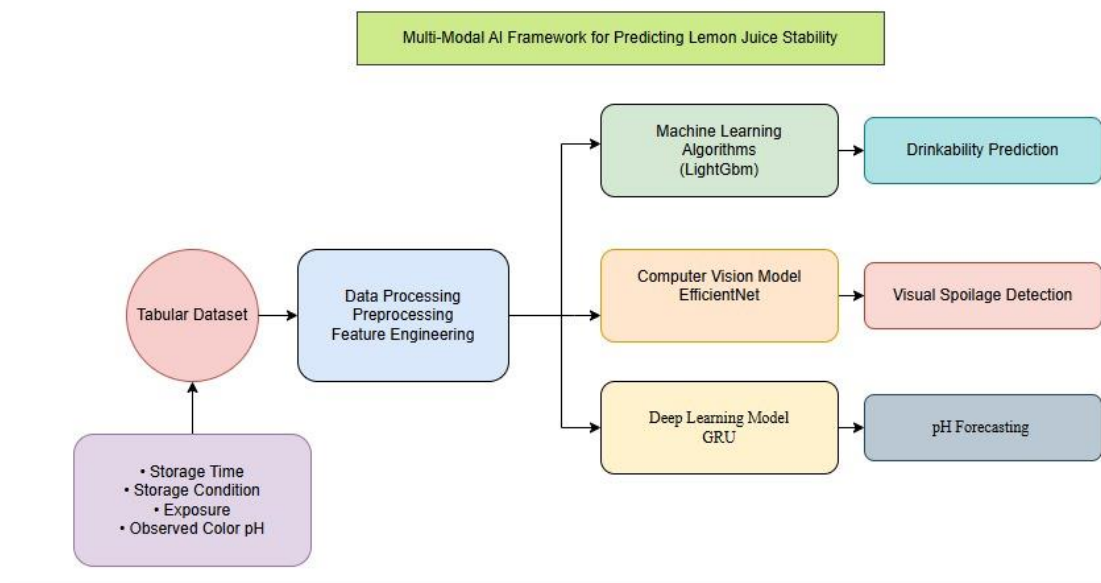 Multi-Modal AI Framework for Predicting Lemon Juice Stability
Machine Learning
Algorithms
(LightGbm)
Drinkability Prediction
Tabular Dataset
Data Processing
Preprocessing
Feature Engineering
Computer Vision Model
EfficientNet
Visual Spoilage Detection
Deep Learning Model
GRU
pH Forecasting
• Storage Time
• Storage Condition
• Exposure
• Observed Color pH